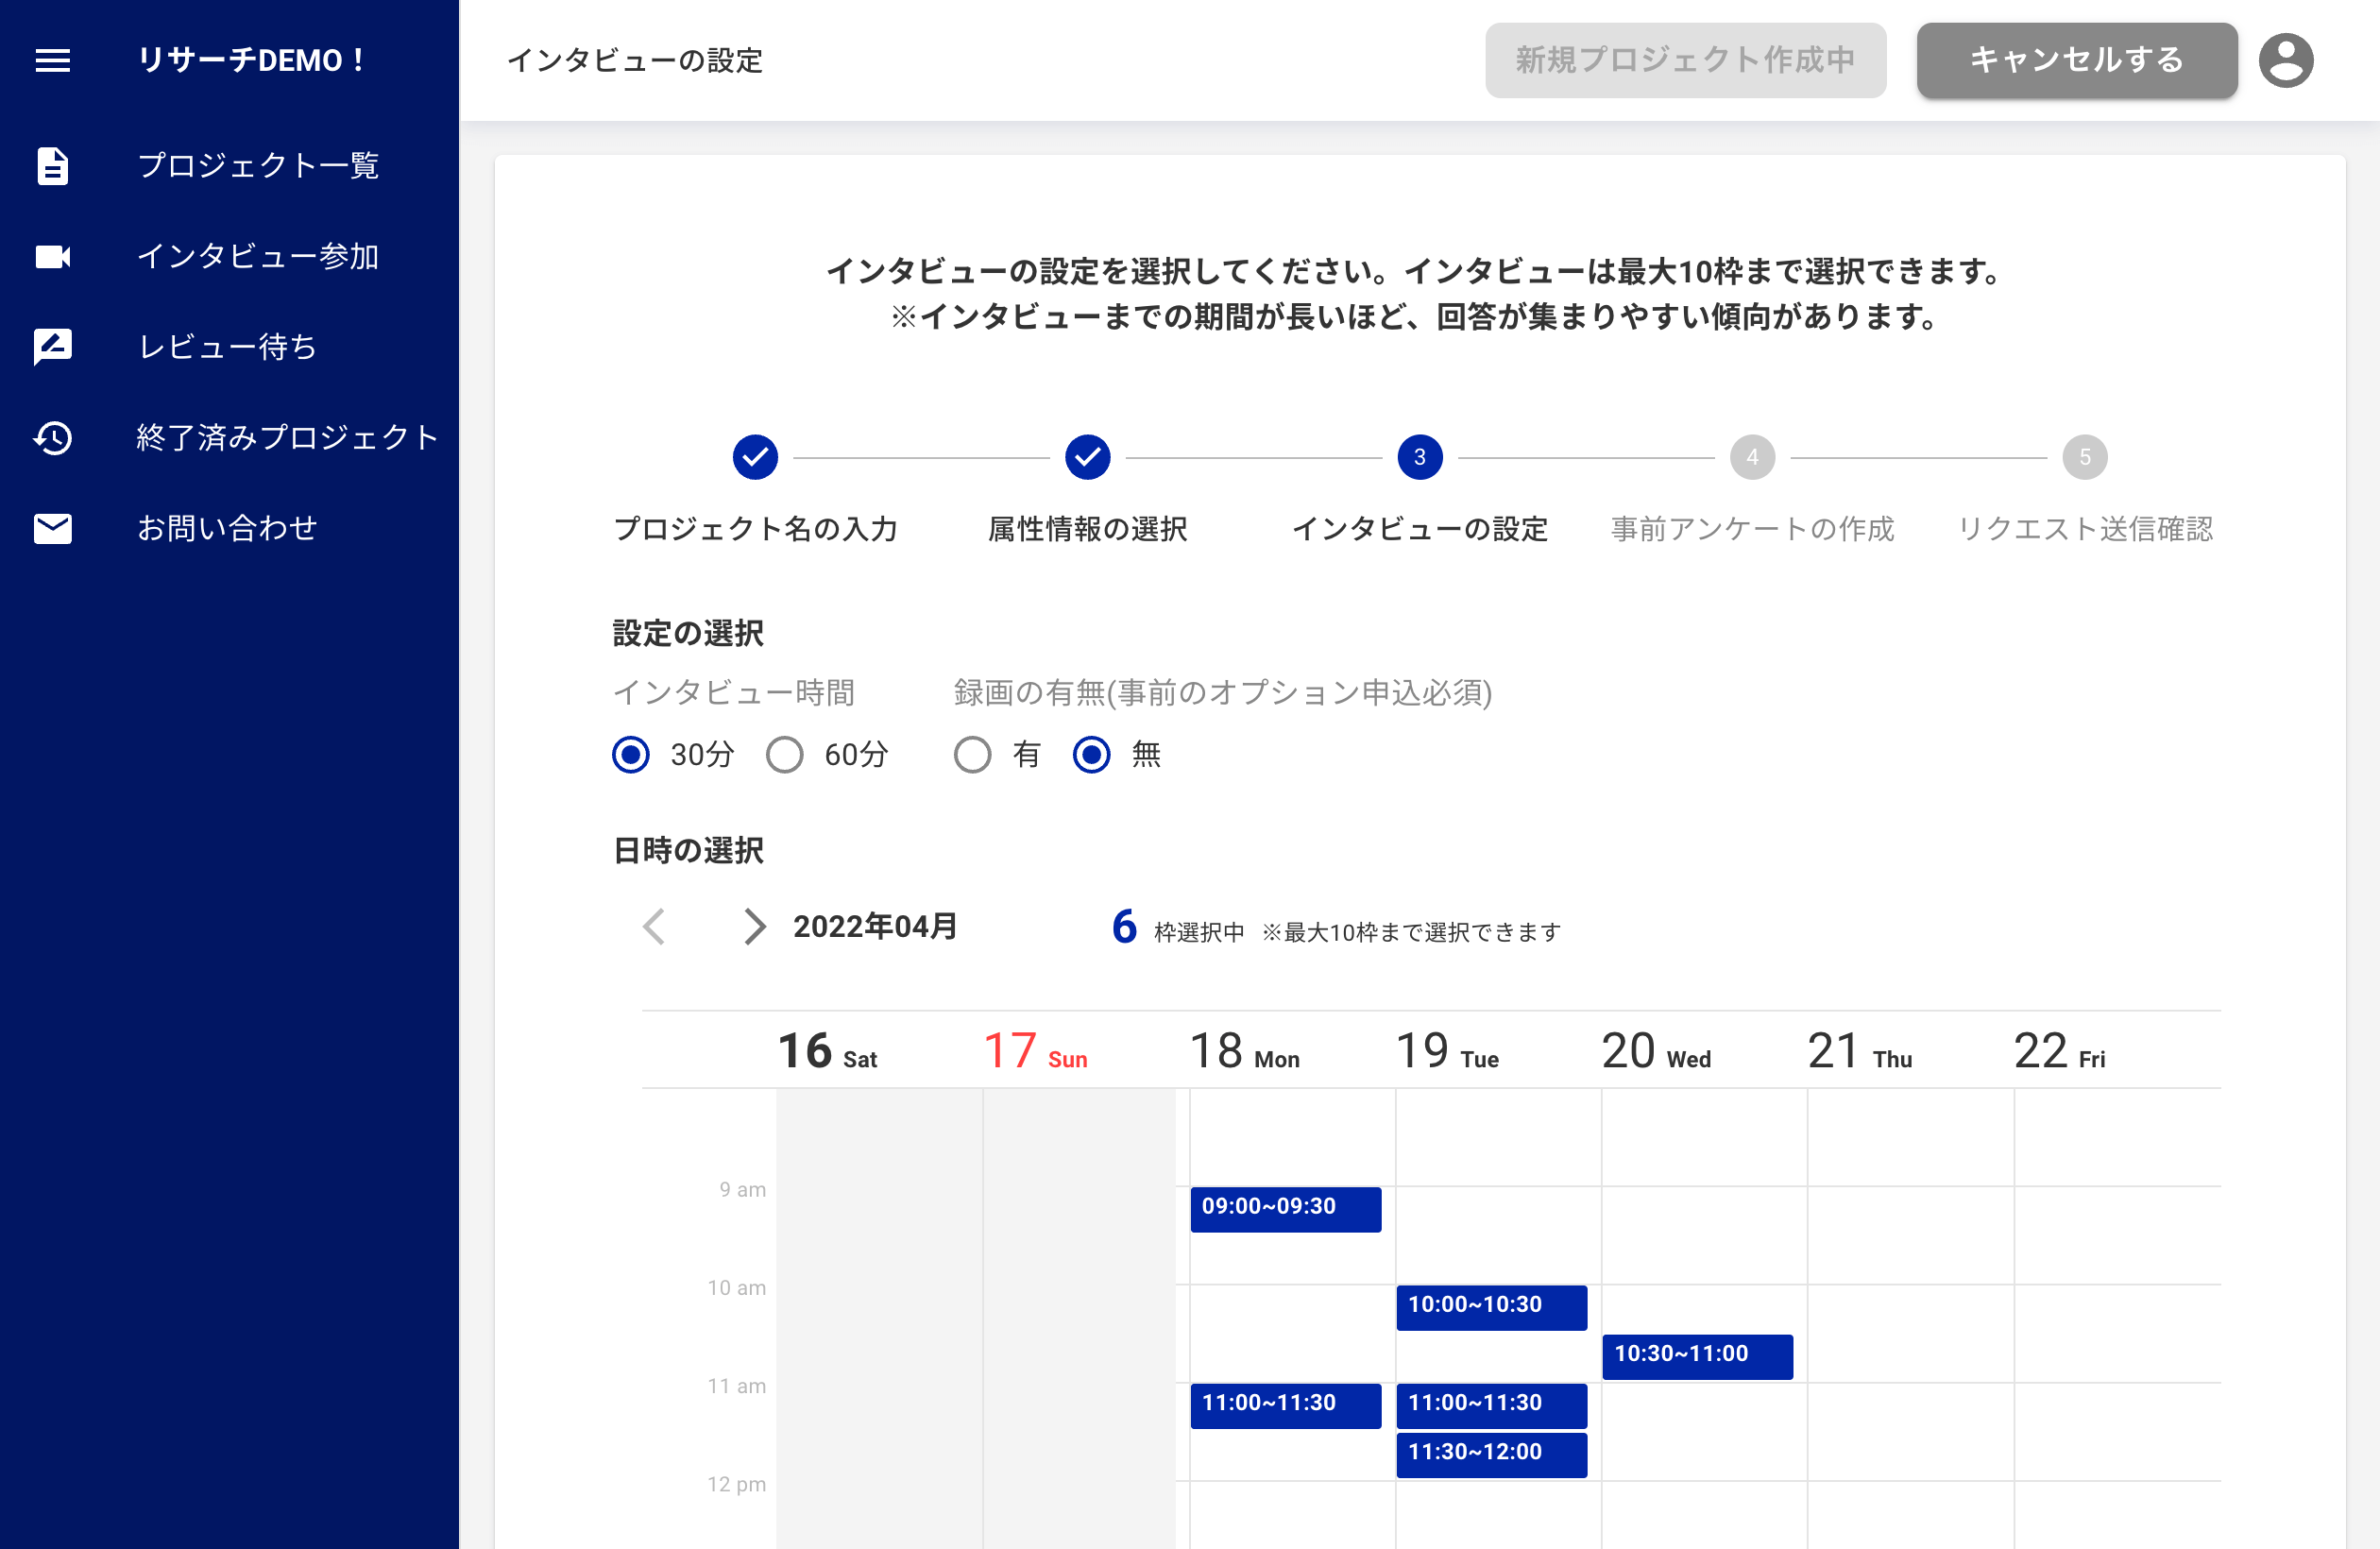 リサーチDEMO！
プロジェクト一覧
インタビュー参加
レビュー待ち
終了済みプロジェクト
お問い合わせ
インタビューの設定
新規プロジェクト作成中
キャンセルする
インタビューの設定を選択してください。インタビューは最大10枠まで選択できます。
※インタビューまでの期間が長いほど、回答が集まりやすい傾向があります。
3
4
5
プロジェクト名の入力
属性情報の選択
インタビューの設定
事前アンケートの作成
リクエスト送信確認
設定の選択
インタビュー時間
録画の有無(事前のオプション申込必須)
30分
60分
有
無
日時の選択
2022年04月
6 枠選択中 ※最大10枠まで選択できます
16 Sat
17 Sun
18 Mon
19 Tue
20 Wed
21 Thu
22 Fri
9 am
09:00~09:30
10 am
10:00~10:30
10:30~11:00
11 am
11:00~11:30
11:00~11:30
11:30~12:00
12 pm